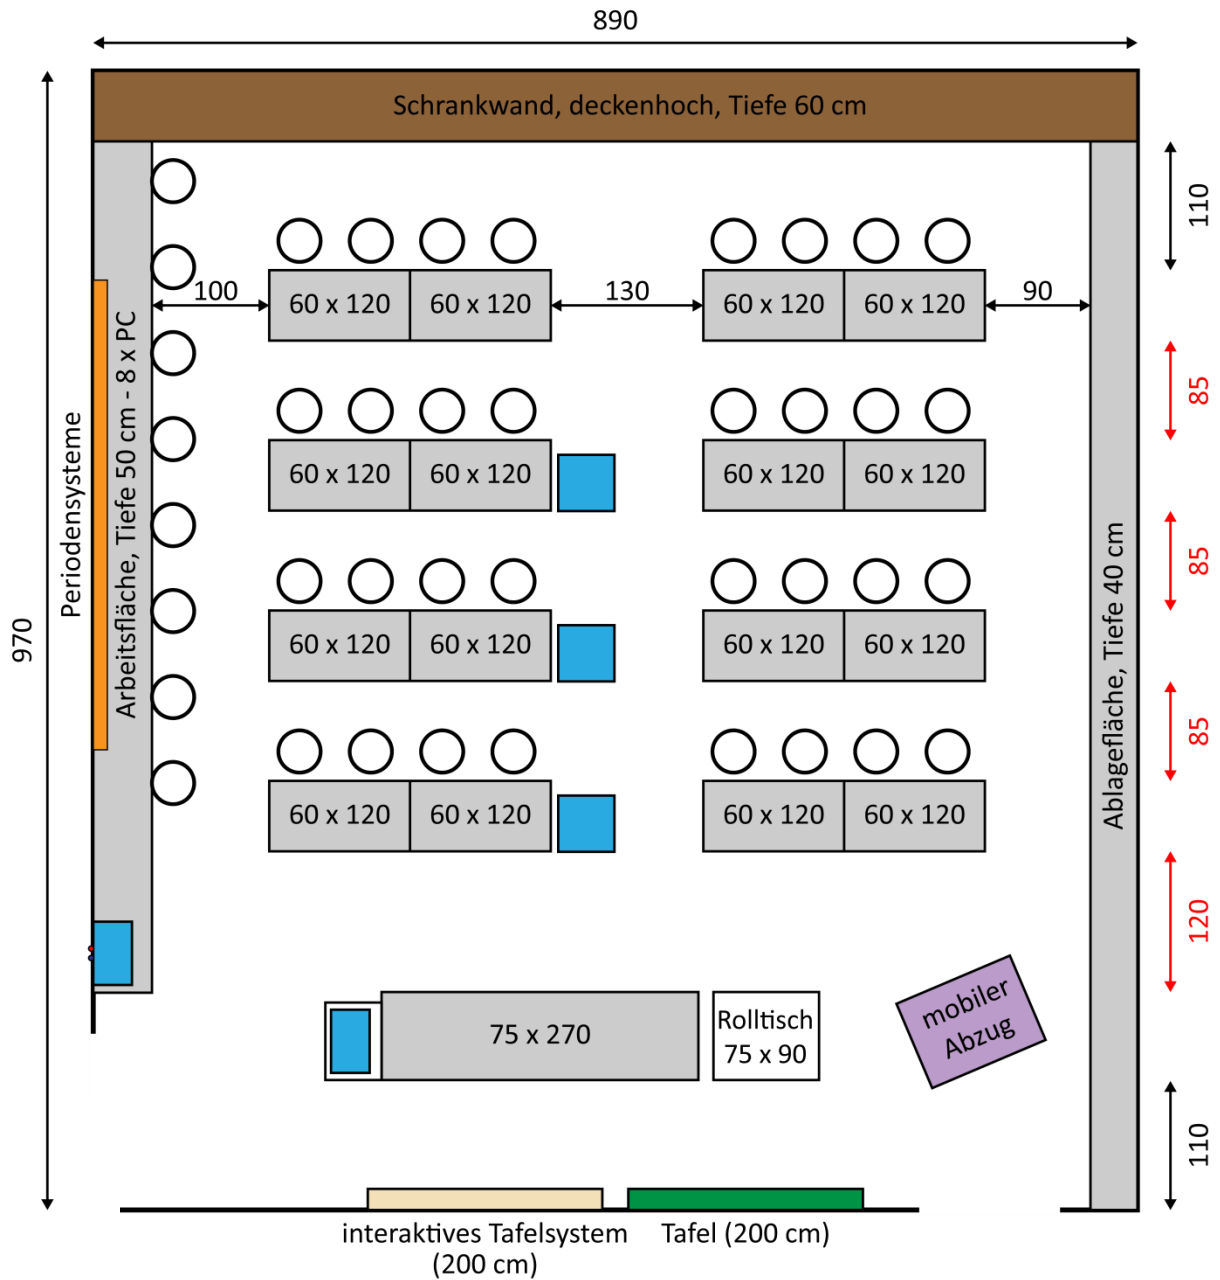 890
Schrankwand, deckenhoch, Tiefe 60 cm
110
100
60 x 120
60 x 120
130
60 x 120
60 x 120
90
85
60 x 120
60 x 120
60 x 120
60 x 120
85
60 x 120
60 x 120
60 x 120
60 x 120
85
60 x 120
60 x 120
60 x 120
60 x 120
120
970
Periodensysteme
Arbeitsfläche, Tiefe 50 cm - 8 x PC
Ablagefläche, Tiefe 40 cm
75 x 270
Rolltisch
75 x 90
mobiler
Abzug
110
interaktives Tafelsystem
(200 cm)
Tafel (200 cm)